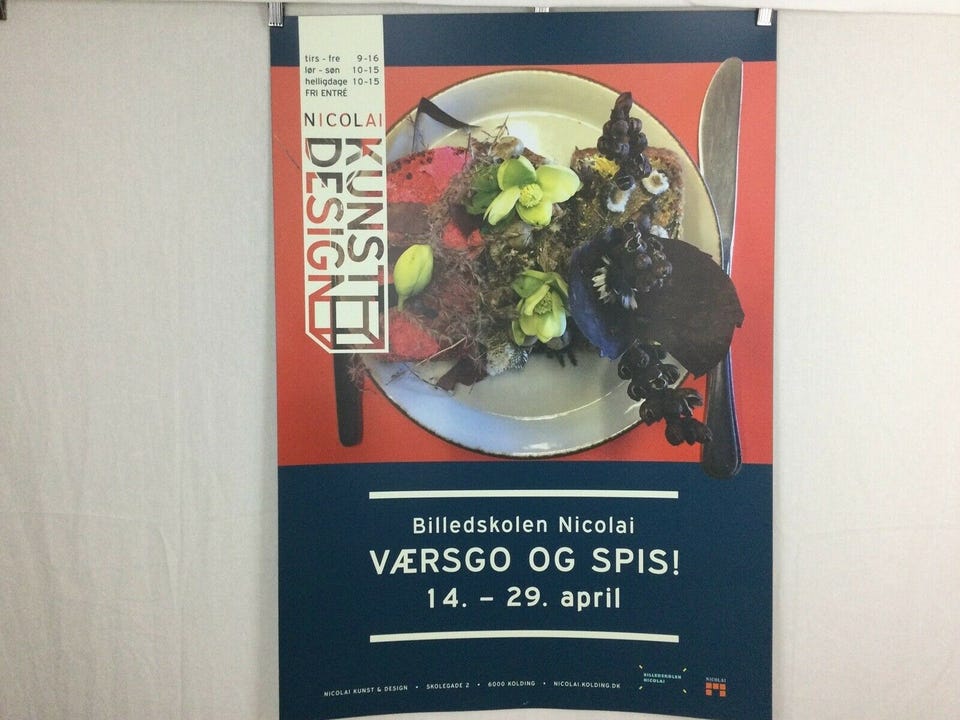 tirs - fre 9-16
lør - søn 10-15
helligdage 10-15
FRI ENTRÉ
NICOLAI
KUNST
DESIGN
Billedskolen Nicolai
VÆRSGO OG SPIS!
14. – 29. april
NICOLAI KUNST & DESIGN • SKOLEGADE 2 • 6000 KOLDING • NICOLAI.KOLDING.DK
BILLEDSKOLEN
NICOLAI
NICOLAI